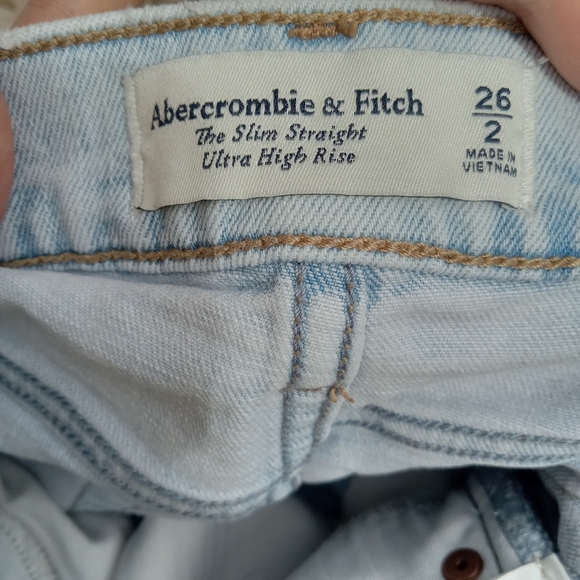 Abercrombie & Fitch
The Slim Straight
Ultra High Rise
26
2
MADE IN
VIETNAM